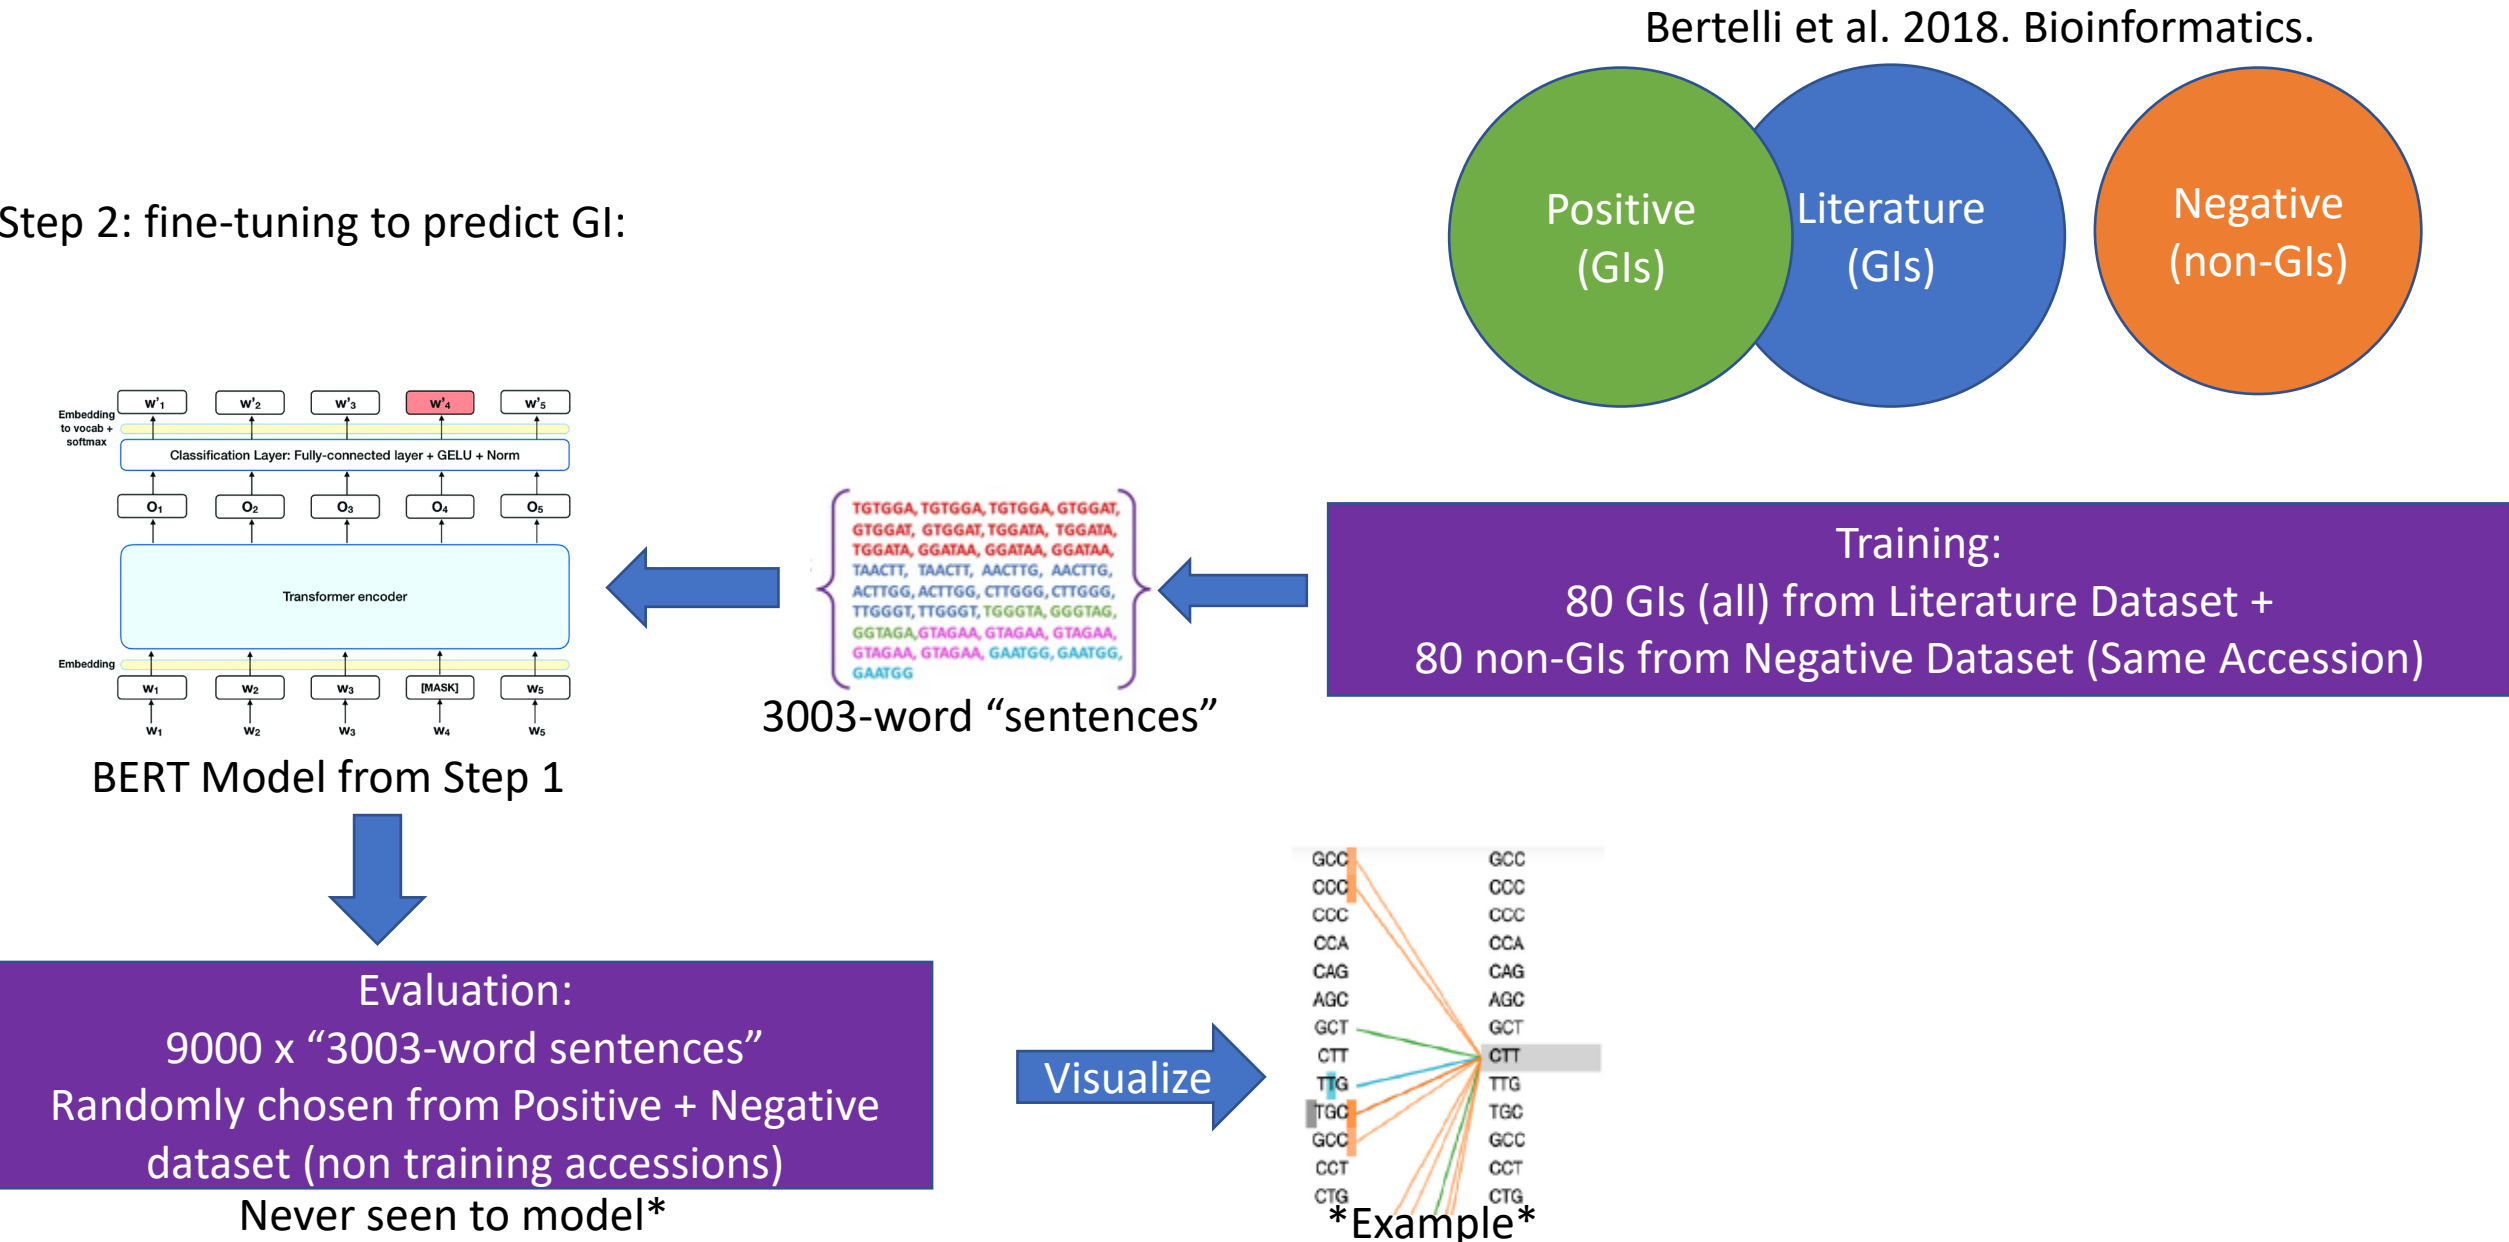 Bertelli et al. 2018. Bioinformatics.
Positive
(GIs)
Literature
(GIs)
Negative
(non-GIs)
Step 2: fine-tuning to predict GI:
Embedding
to vocab +
softmax
w'1 w'2 w'3 w'4 w'5
Classification Layer: Fully-connected layer + GELU + Norm
O1 O2 O3 O4 O5
Transformer encoder
Embedding
w1 w2 w3 [MASK] w5
w1 w2 w3 w4 w5
BERT Model from Step 1
TGTGGA, TGTGGA, TGTGGA, GTGGAT,
GTGGAT, GTGGAT, TGGATA, TGGATA,
TGGATA, GGATAA, GGATAA, GGATAA,
TAACTT, TAACTT, AACTTG, AACTTG,
ACTTGG, ACTTGG, CTTGGG, CTTGGG,
TTGGGT, TTGGGT, TGGGTA, GGGTAG,
GGTAGA, GTAGAA, GTAGAA, GTAGAA,
GTAGAA, GTAGAA, GAATGG, GAATGG,
GAATGG
3003-word “sentences”
Training:
80 GIs (all) from Literature Dataset +
80 non-GIs from Negative Dataset (Same Accession)
Evaluation:
9000 x “3003-word sentences”
Randomly chosen from Positive + Negative
dataset (non training accessions)
Never seen to model*
Visualize
GCC GCC
CCC CCC
CCC CCC
CCA CCA
CAG CAG
AGC AGC
GCT GCT
CTT CTT
TTG TTG
TGC TGC
GCC GCC
CCT CCT
CTG CTG
*Example*